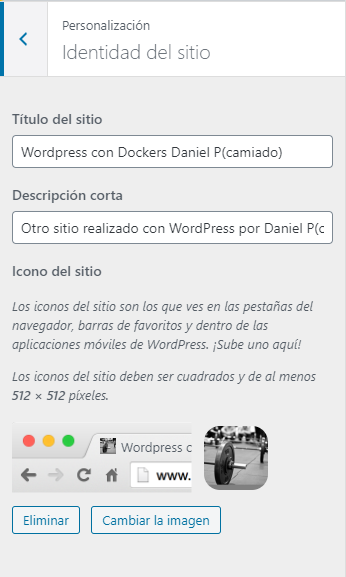 Personalización
Identidad del sitio
Título del sitio
Wordpress con Dockers Daniel P(camiado)
Descripción corta
Otro sitio realizado con WordPress por Daniel P(c
Icono del sitio
Los iconos del sitio son los que ves en las pestañas del
navegador, barras de favoritos y dentro de las
aplicaciones móviles de WordPress. ¡Sube uno aquí!
Los iconos del sitio deben ser cuadrados y de al menos
512 × 512 píxeles.
Wordpress c
www.
Eliminar
Cambiar la imagen